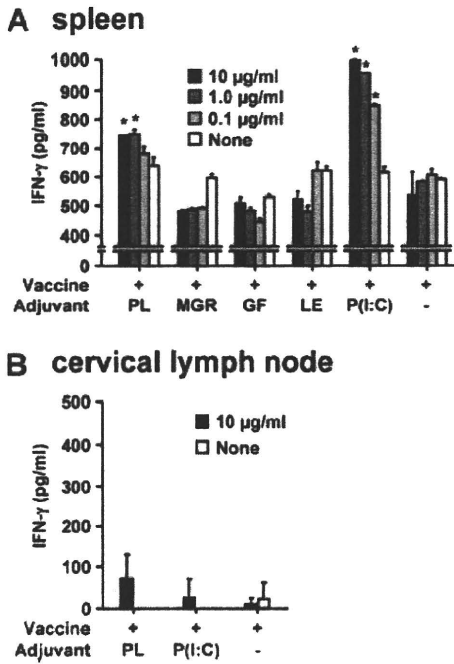 A spleen
1000
900
800
700
600
500
400
0
IFN-γ (pg/ml)
10 µg/ml
1.0 µg/ml
0.1 µg/ml
None
* *
* * *
Vaccine + + + + + +
Adjuvant PL MGR GF LE P(I:C) -
B cervical lymph node
500
400
300
200
100
0
IFN-γ (pg/ml)
10 µg/ml
None
Vaccine + + +
Adjuvant PL P(I:C) -